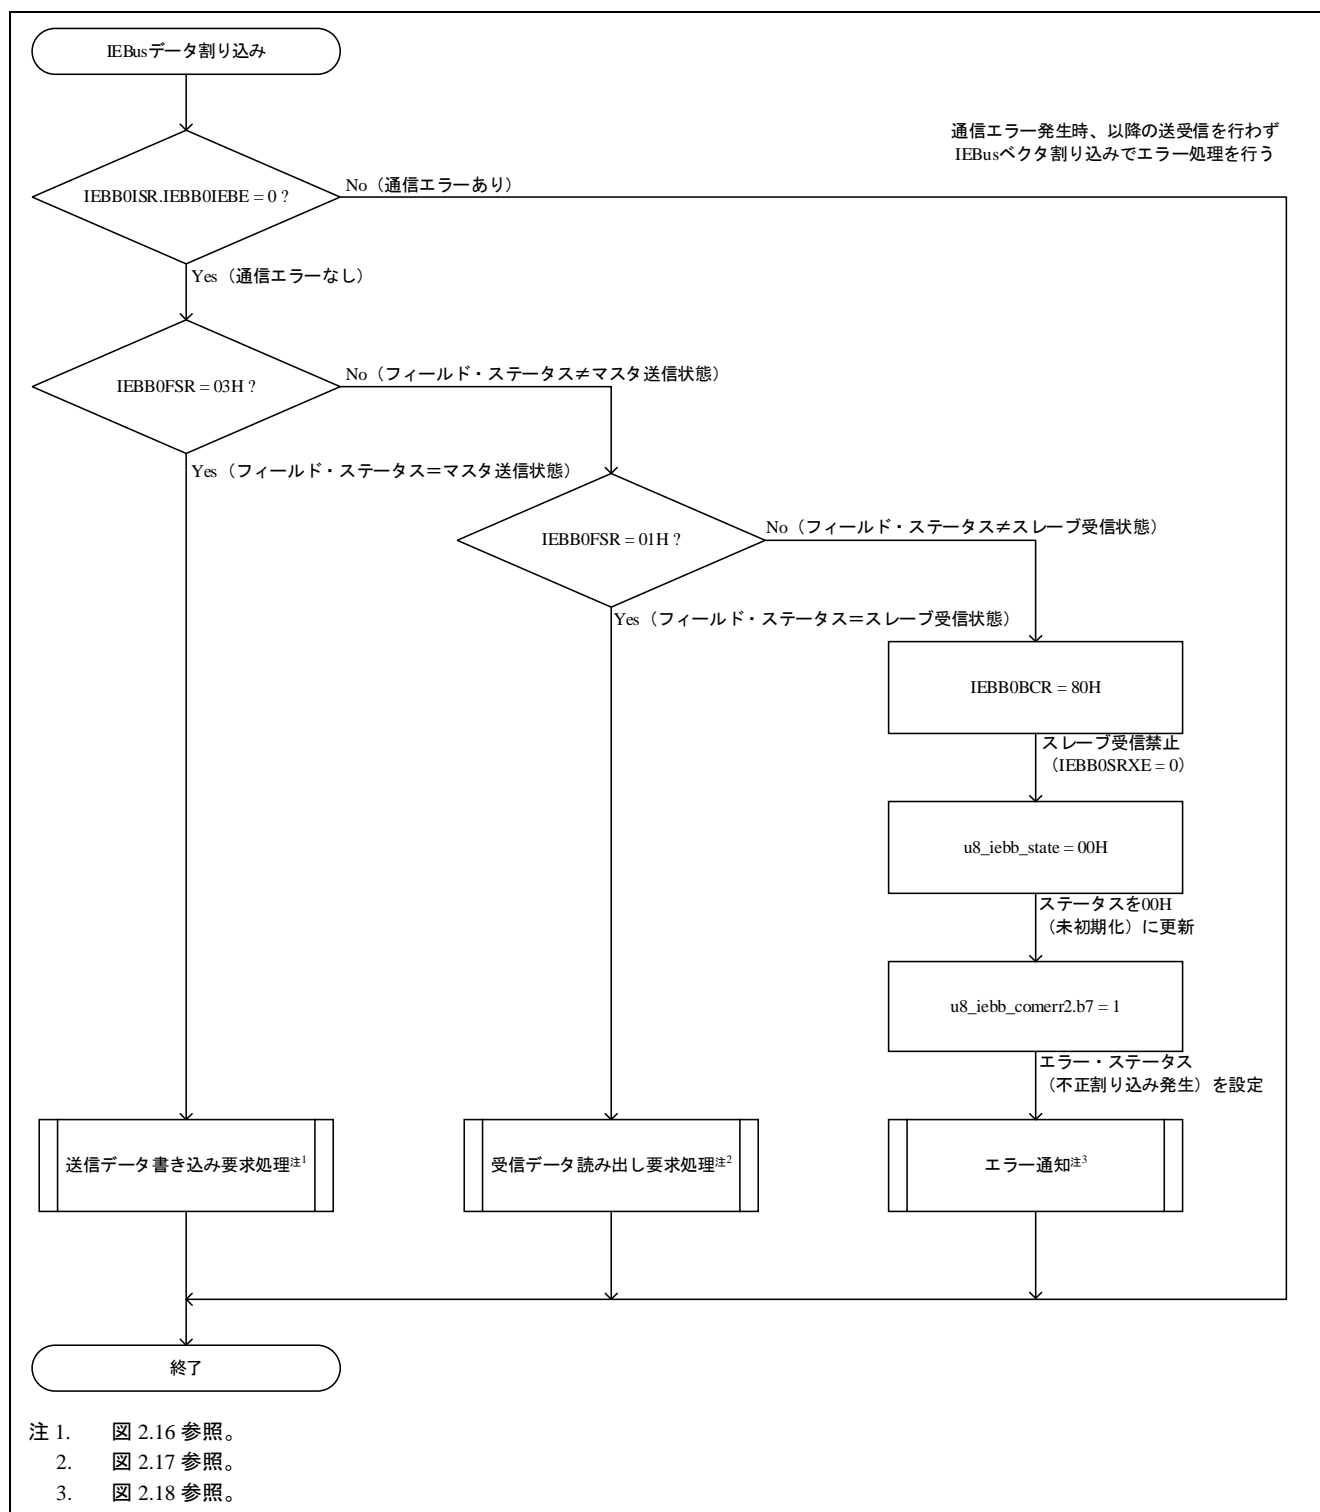 IEBusデータ割り込み
通信エラー発生時、以降の送受信を行わず
IEBusベクタ割り込みでエラー処理を行う
No（通信エラーあり）
IEBB0ISR.IEBB0IEBE = 0 ?
Yes（通信エラーなし）
No（フィールド・ステータス≠マスタ送信状態）
IEBB0FSR = 03H ?
Yes（フィールド・ステータス＝マスタ送信状態）
No（フィールド・ステータス≠スレーブ受信状態）
IEBB0FSR = 01H ?
Yes（フィールド・ステータス＝スレーブ受信状態）
IEBB0BCR = 80H
スレーブ受信禁止
（IEBB0SRXE = 0）
u8_iebb_state = 00H
ステータスを00H
（未初期化）に更新
u8_iebb_comerr2.b7 = 1
エラー・ステータス
（不正割り込み発生）を設定
送信データ書き込み要求処理注1
受信データ読み出し要求処理注2
エラー通知注3
終了
注 1. 図 2.16 参照。
2. 図 2.17 参照。
3. 図 2.18 参照。